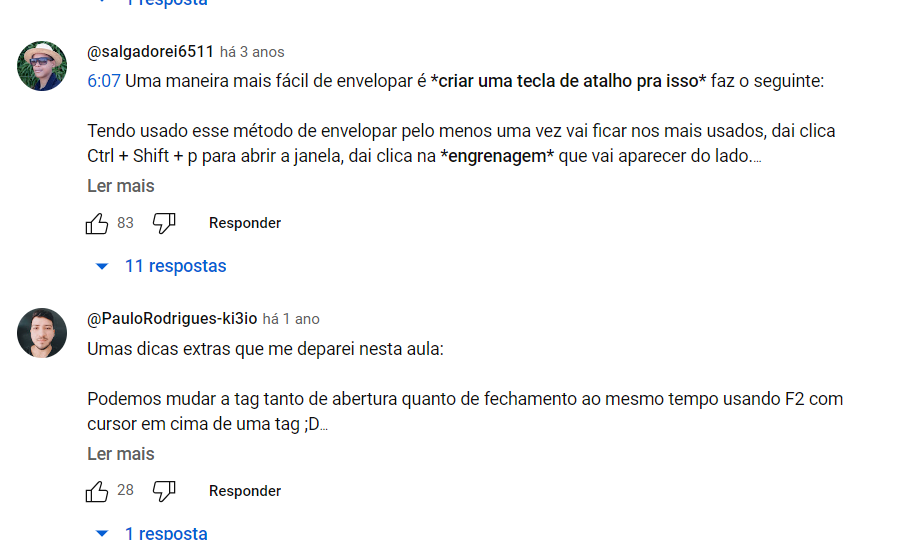 1 resposta
@salgadorei6511 há 3 anos
6:07 Uma maneira mais fácil de envelopar é *criar uma tecla de atalho pra isso* faz o seguinte:
Tendo usado esse método de envelopar pelo menos uma vez vai ficar nos mais usados, dai clica
Ctrl + Shift + p para abrir a janela, dai clica na *engrenagem* que vai aparecer do lado.…
Ler mais
83 Responder
11 respostas
@PauloRodrigues-ki3io há 1 ano
Umas dicas extras que me deparei nesta aula:
Podemos mudar a tag tanto de abertura quanto de fechamento ao mesmo tempo usando F2 com
cursor em cima de uma tag ;D…
Ler mais
28 Responder
1 resposta